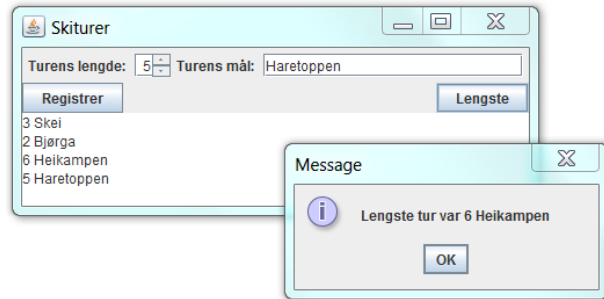 Skiturer
Turens lengde: 5 Turens mål: Haretoppen
Registrer Lengste
3 Skei
2 Bjørga
6 Heikampen
5 Haretoppen
Message
Lengste tur var 6 Heikampen
OK